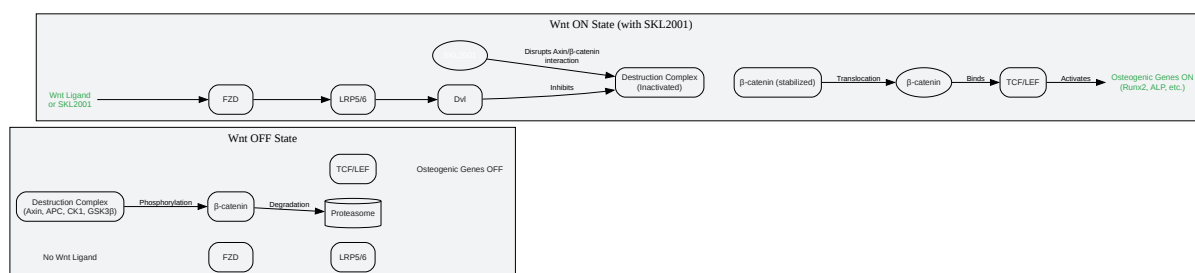 Wnt ON State (with SKL2001)
Disrupts Axin/β-catenin
interaction
Destruction Complex
(Inactivated)
Inhibits
Wnt Ligand
or SKL2001
FZD
LRP5/6
Dvl
β-catenin (stabilized)
Translocation
β-catenin
Binds
TCF/LEF
Activates
Osteogenic Genes ON
(Runx2, ALP, etc.)
Wnt OFF State
TCF/LEF
Osteogenic Genes OFF
Destruction Complex
(Axin, APC, CK1, GSK3β)
Phosphorylation
β-catenin
Degradation
Proteasome
No Wnt Ligand
FZD
LRP5/6